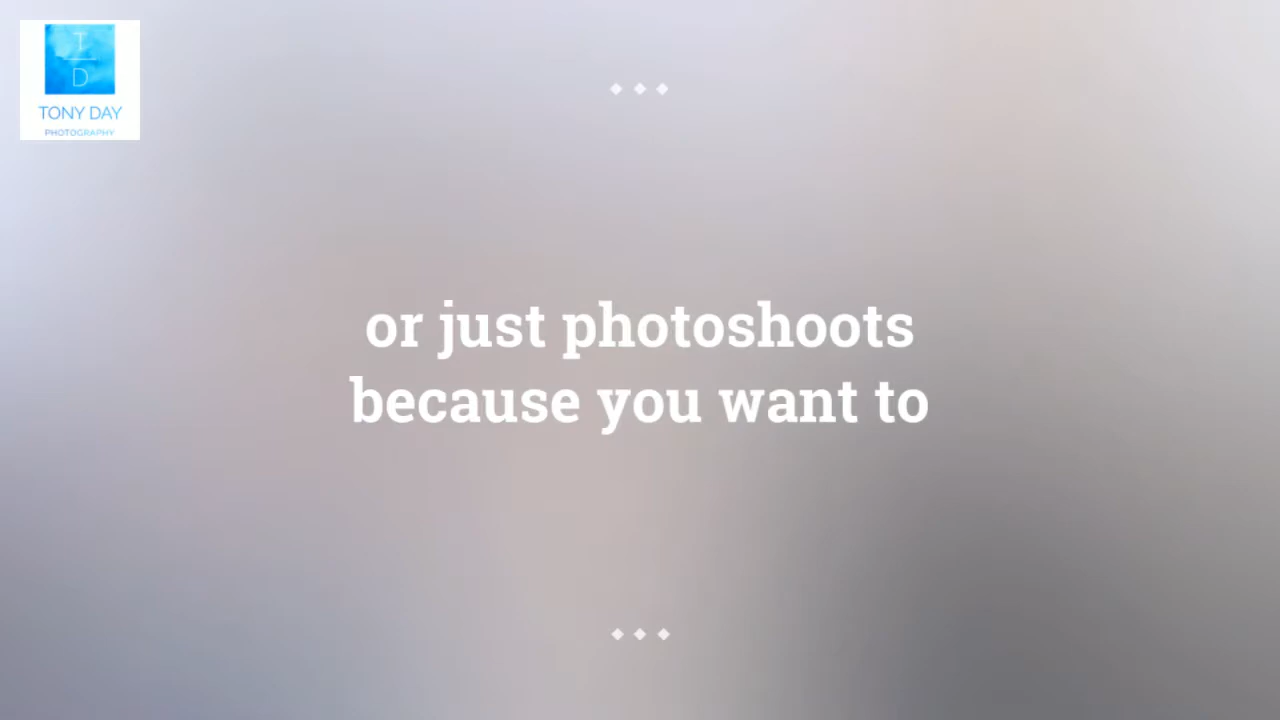 T
D
TONY DAY
PHOTOGRAPHY
or just photoshoots
because you want to